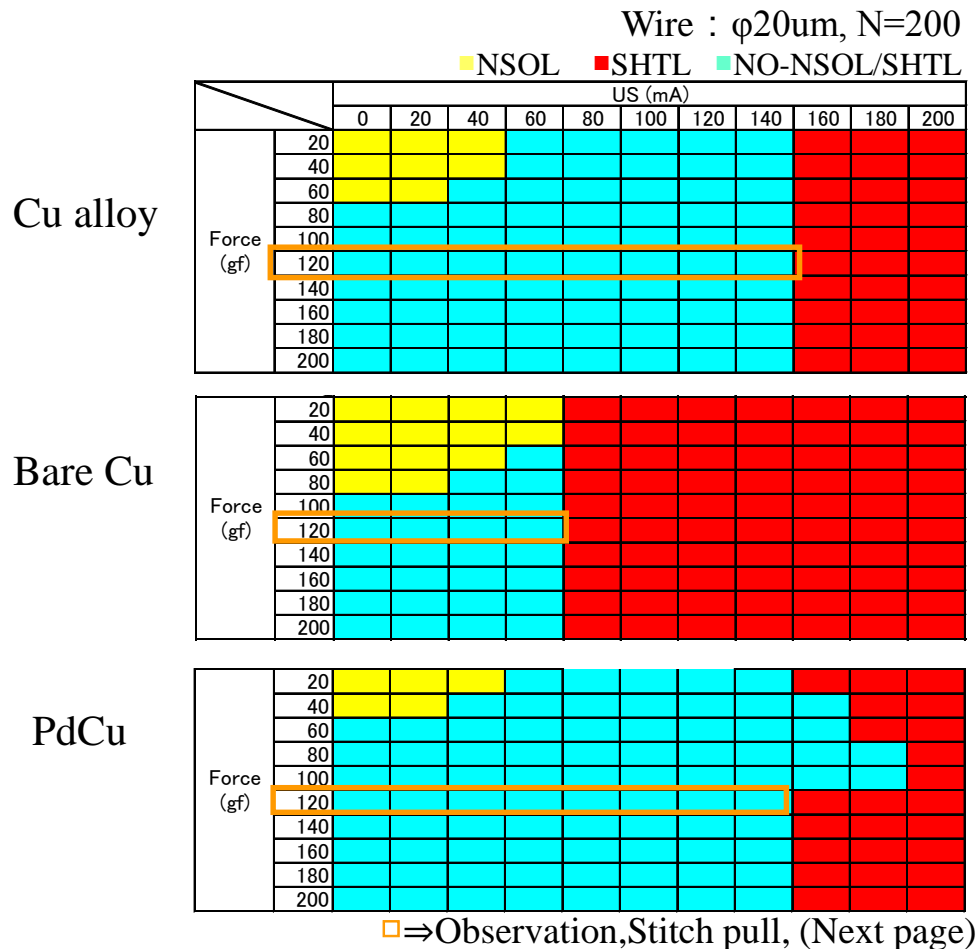 Wire：φ20um, N=200
NSOL SHTL NO-NSOL/SHTL
US (mA)
0 20 40 60 80 100 120 140 160 180 200
Cu alloy
Force
(gf)
20
40
60
80
100
120
140
160
180
200
Bare Cu
Force
(gf)
20
40
60
80
100
120
140
160
180
200
PdCu
Force
(gf)
20
40
60
80
100
120
140
160
180
200
⇒Observation,Stitch pull, (Next page)